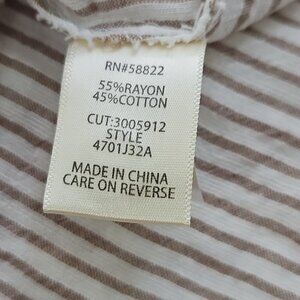 RN#58822
55%RAYON
45%COTTON
CUT:3005912
STYLE
4701J32A
MADE IN CHINA
CARE ON REVERSE